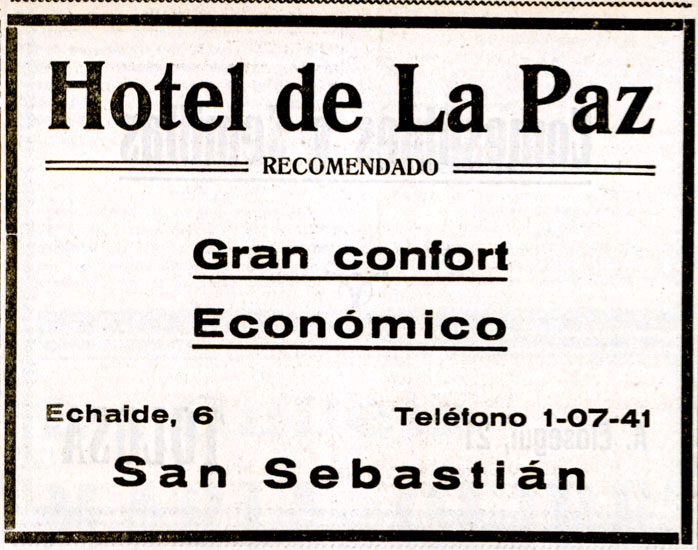 Hotel de La Paz
RECOMENDADO
Gran confort
Económico
Echaide, 6 Teléfono 1-07-41
San Sebastián